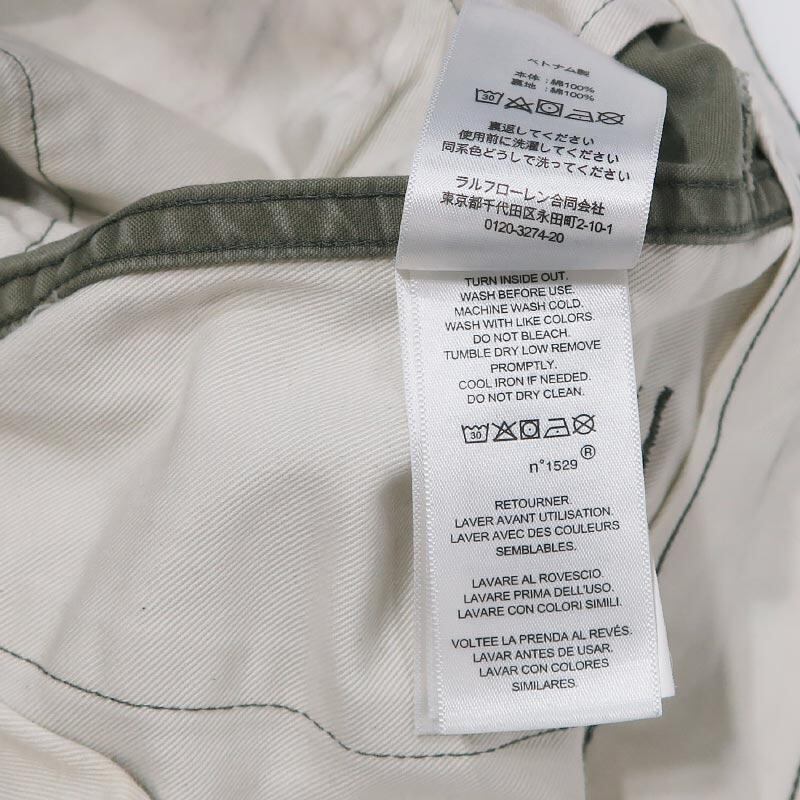 ベトナム製
本体：綿100%
裏地：綿100%
30
裏返してください
使用前に洗濯してください
同系色どうしで洗ってください
ラルフローレン合同会社
東京都千代田区永田町2-10-1
0120-3274-20
TURN INSIDE OUT.
WASH BEFORE USE.
MACHINE WASH COLD.
WASH WITH LIKE COLORS.
DO NOT BLEACH.
TUMBLE DRY LOW REMOVE
PROMPTLY.
COOL IRON IF NEEDED.
DO NOT DRY CLEAN.
30
n°1529 ®
RETOURNER.
LAVER AVANT UTILISATION.
LAVER AVEC DES COULEURS
SEMBLABLES.
LAVARE AL ROVESCIO.
LAVARE PRIMA DELL'USO.
LAVARE CON COLORI SIMILI.
VOLTEE LA PRENDA AL REVÉS.
LAVAR ANTES DE USAR.
LAVAR CON COLORES
SIMILARES.